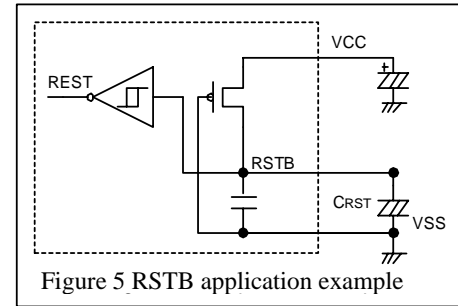 VCC
+
REST
RSTB
CRST
VSS
Figure 5 RSTB application example